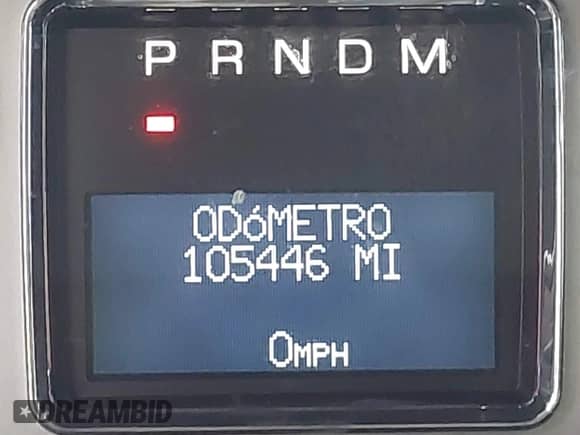 P R N D M
ODóMETRO
105446 MI
0MPH
DREAMBID